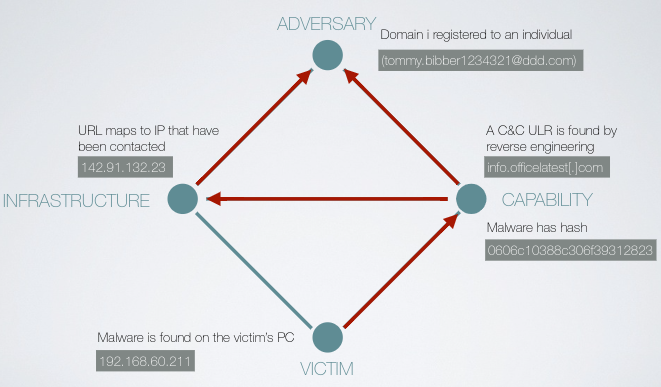 ADVERSARY
Domain i registered to an individual
(tommy.bibber1234321@ddd.com)
URL maps to IP that have
been contacted
142.91.132.23
A C&C ULR is found by
reverse engineering
info.officelatest[.]com
INFRASTRUCTURE
CAPABILITY
Malware has hash
0606c10388c306f39312823
Malware is found on the victim's PC
192.168.60.211
VICTIM